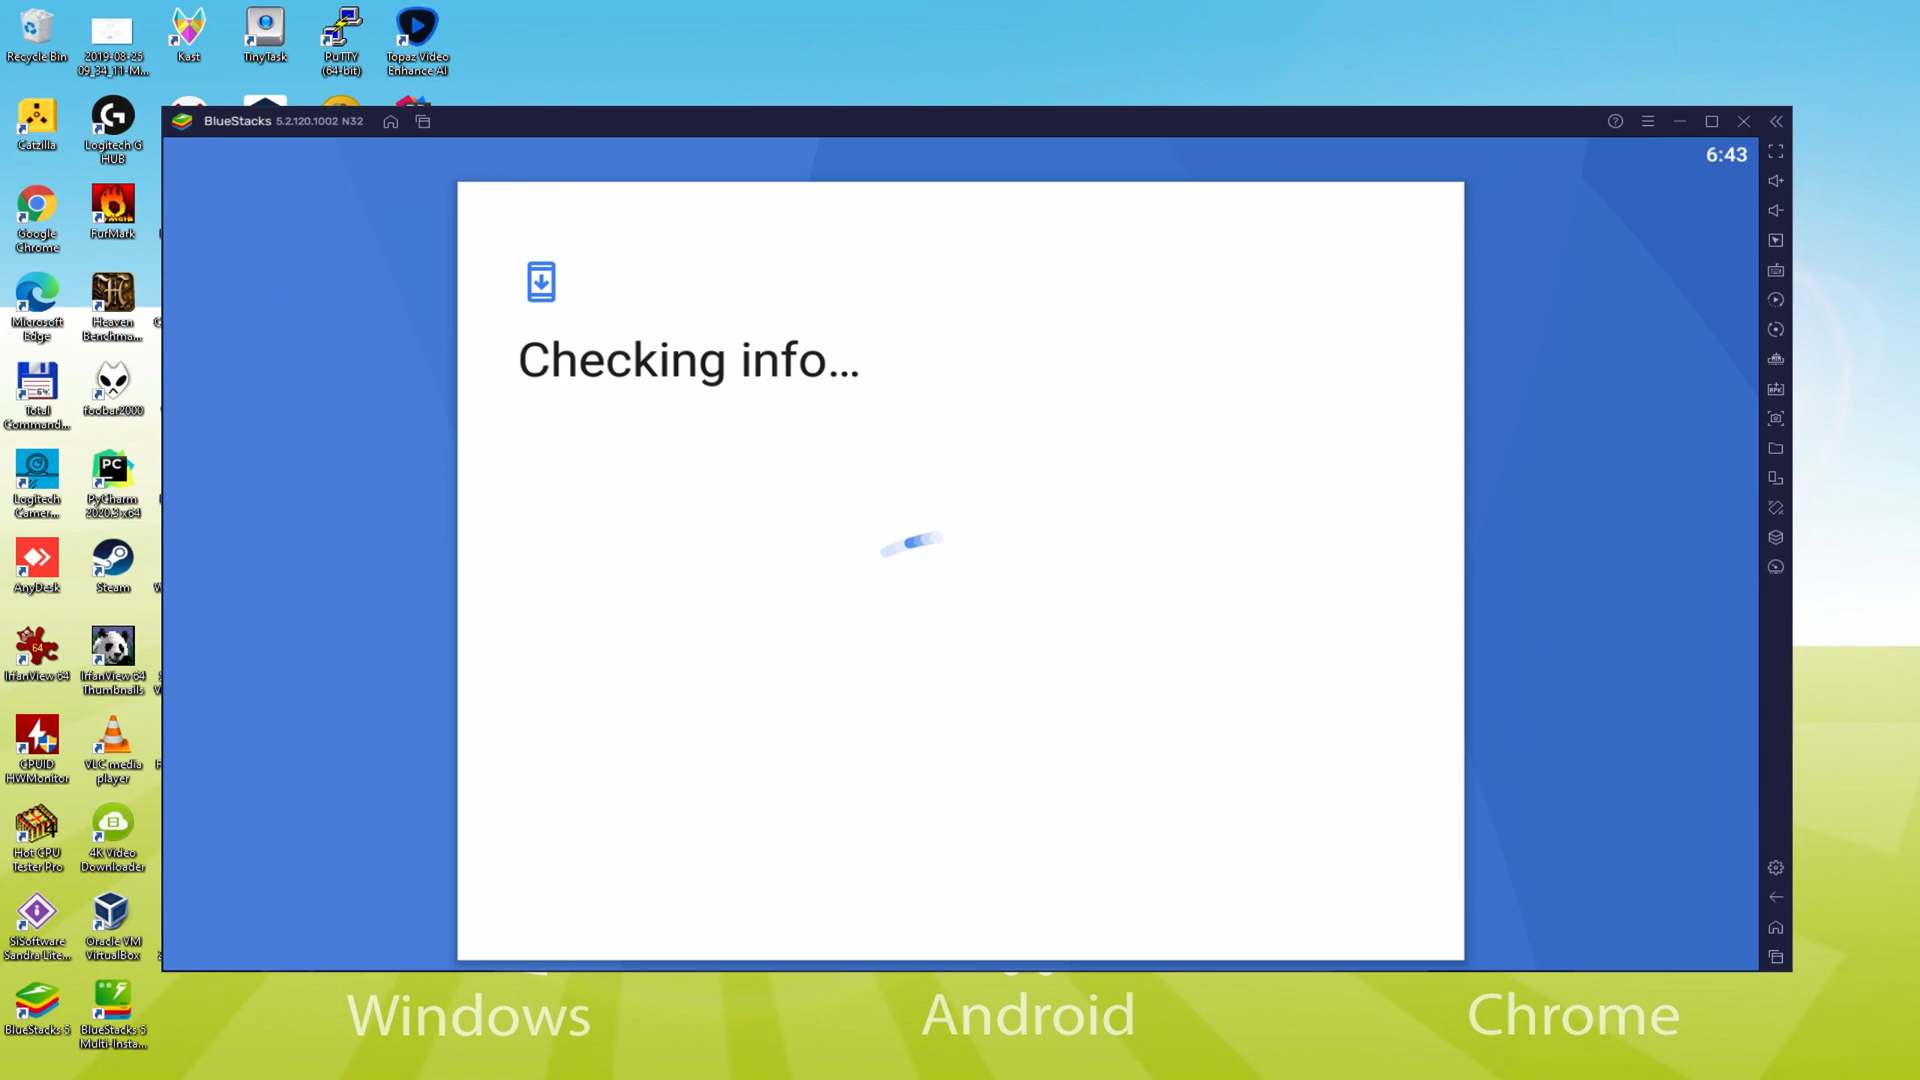 Recycle Bin
2019-08-25
09_34_11-M...
Kast
TinyTask
PuTTY
(64-bit)
Topaz Video
Enhance AI
Catzilla
Logitech G
HUB
BlueStacks 5.2.120.1002 N32
6:43
Google
Chrome
FurMark
Checking info...
Microsoft
Edge
Heaven
Benchma...
Total
Command...
foobar2000
Logitech
Camer...
PyCharm
2020.3 x64
AnyDesk
Steam
IrfanView 64
IrfanView 64
Thumbnails
CPUID
HWMonitor
VLC media
player
Hot CPU
Tester Pro
4K Video
Downloader
SiSoftware
Sandra Lite...
Oracle VM
VirtualBox
BlueStacks 5
BlueStacks 5
Multi-Insta...
Windows
Android
Chrome